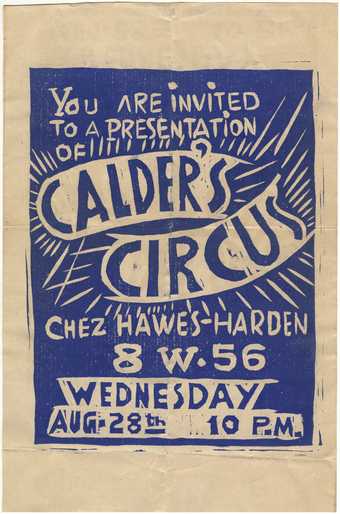 YOU ARE INVITED
TO A PRESENTATION
OF
CALDER'S
CIRCUS
CHEZ HAWES-HARDEN
8 W. 56
WEDNESDAY
AUG. 28th 10 P.M.